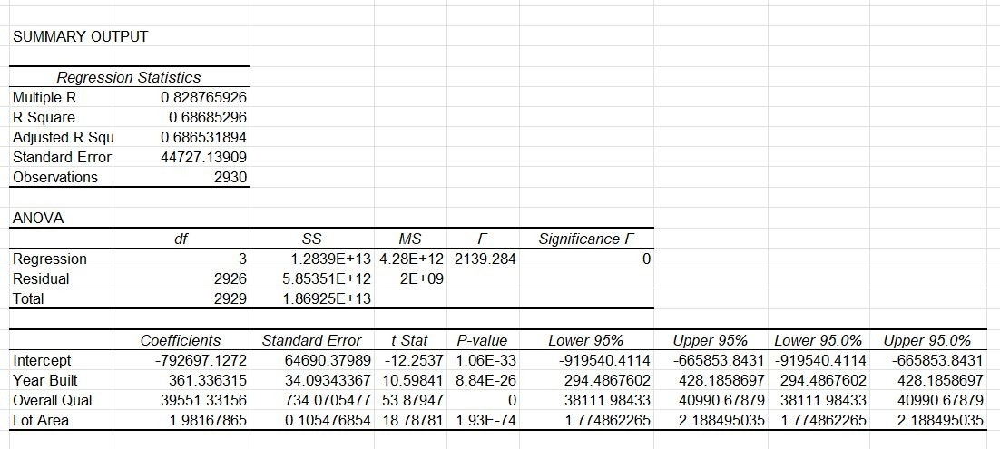 SUMMARY OUTPUT
Regression Statistics
Multiple R 0.828765926
R Square 0.68685296
Adjusted R Squ 0.686531894
Standard Error 44727.13909
Observations 2930
ANOVA
df SS MS F Significance F
Regression 3 1.2839E+13 4.28E+12 2139.284 0
Residual 2926 5.85351E+12 2E+09
Total 2929 1.86925E+13
Coefficients Standard Error t Stat P-value Lower 95% Upper 95% Lower 95.0% Upper 95.0%
Intercept -792697.1272 64690.37989 -12.2537 1.06E-33 -919540.4114 -665853.8431 -919540.4114 -665853.8431
Year Built 361.336315 34.09343367 10.59841 8.84E-26 294.4867602 428.1858697 294.4867602 428.1858697
Overall Qual 39551.33156 734.0705477 53.87947 0 38111.98433 40990.67879 38111.98433 40990.67879
Lot Area 1.98167865 0.105476854 18.78781 1.93E-74 1.774862265 2.188495035 1.774862265 2.188495035